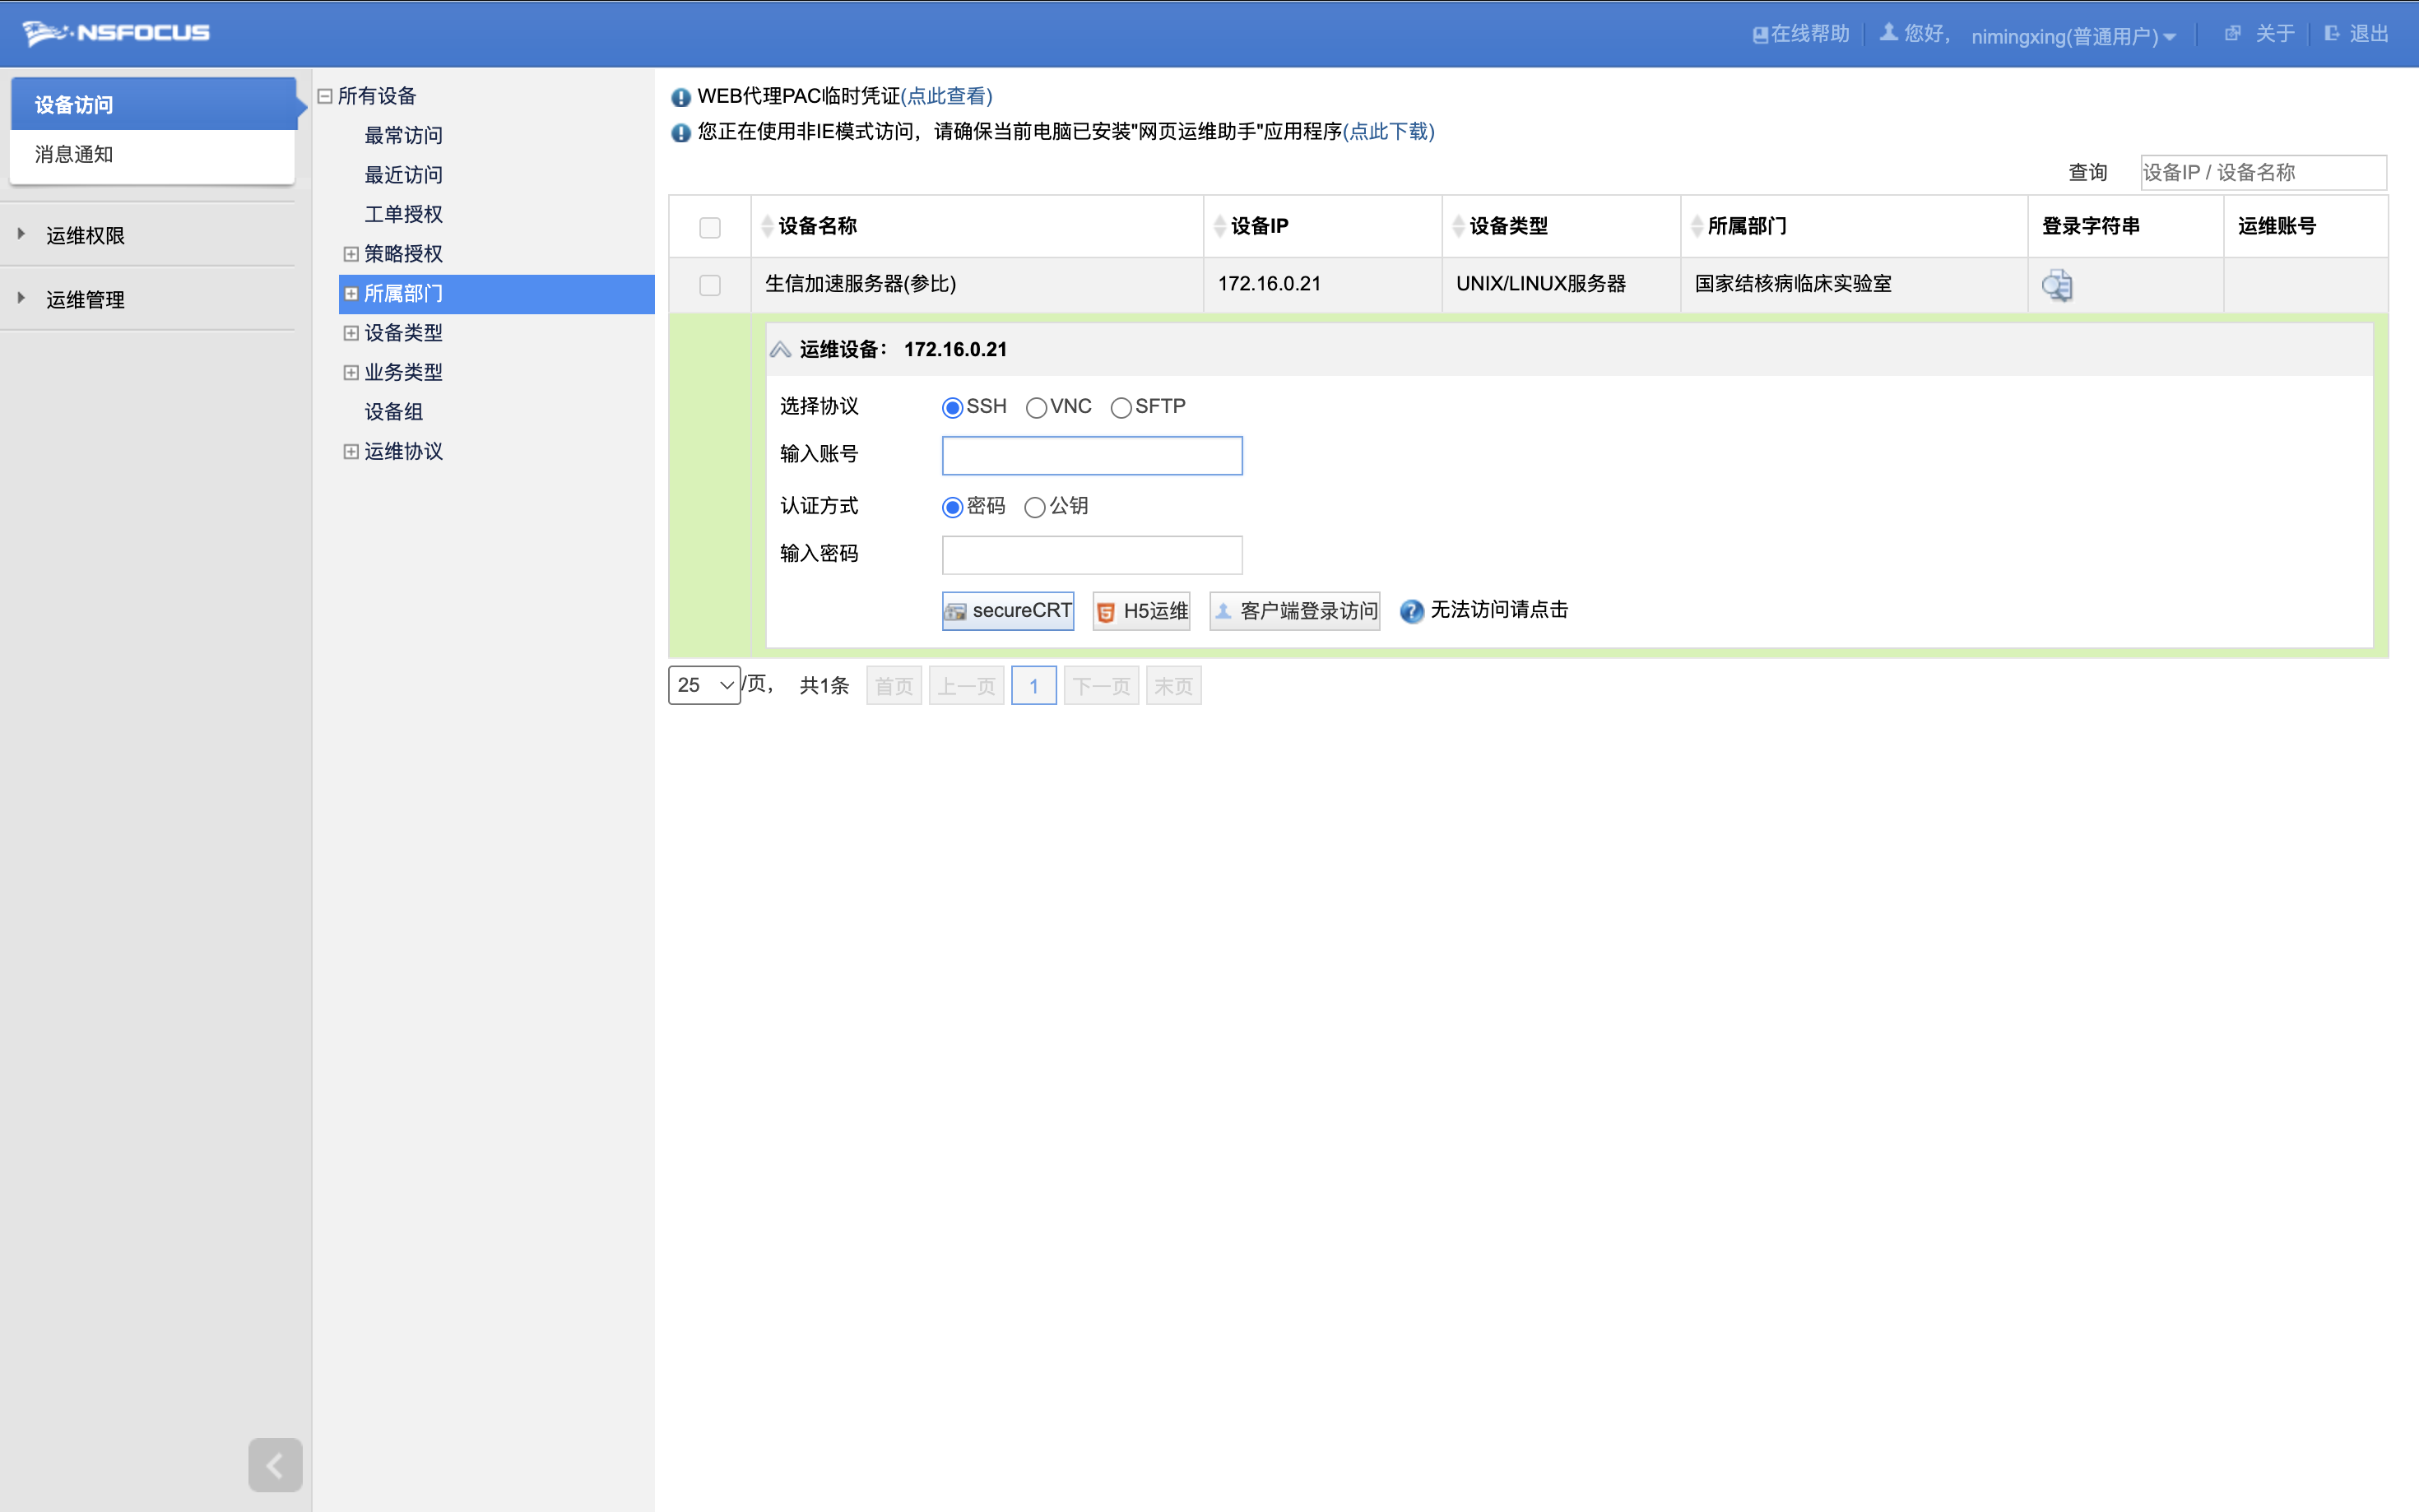 NSFOCUS
在线帮助 您好， nimingxing(普通用户) 关于 退出
设备访问
消息通知
运维权限
运维管理
所有设备
最常访问
最近访问
工单授权
策略授权
所属部门
设备类型
业务类型
设备组
运维协议
WEB代理PAC临时凭证(点此查看)
您正在使用非IE模式访问，请确保当前电脑已安装"网页运维助手"应用程序(点此下载)
查询 设备IP / 设备名称
设备名称 设备IP 设备类型 所属部门 登录字符串 运维账号
生信加速服务器(参比) 172.16.0.21 UNIX/LINUX服务器 国家结核病临床实验室
运维设备： 172.16.0.21
选择协议 SSH VNC SFTP
输入账号
认证方式 密码 公钥
输入密码
secureCRT H5运维 客户端登录访问 无法访问请点击
25 /页， 共1条 首页 上一页 1 下一页 末页